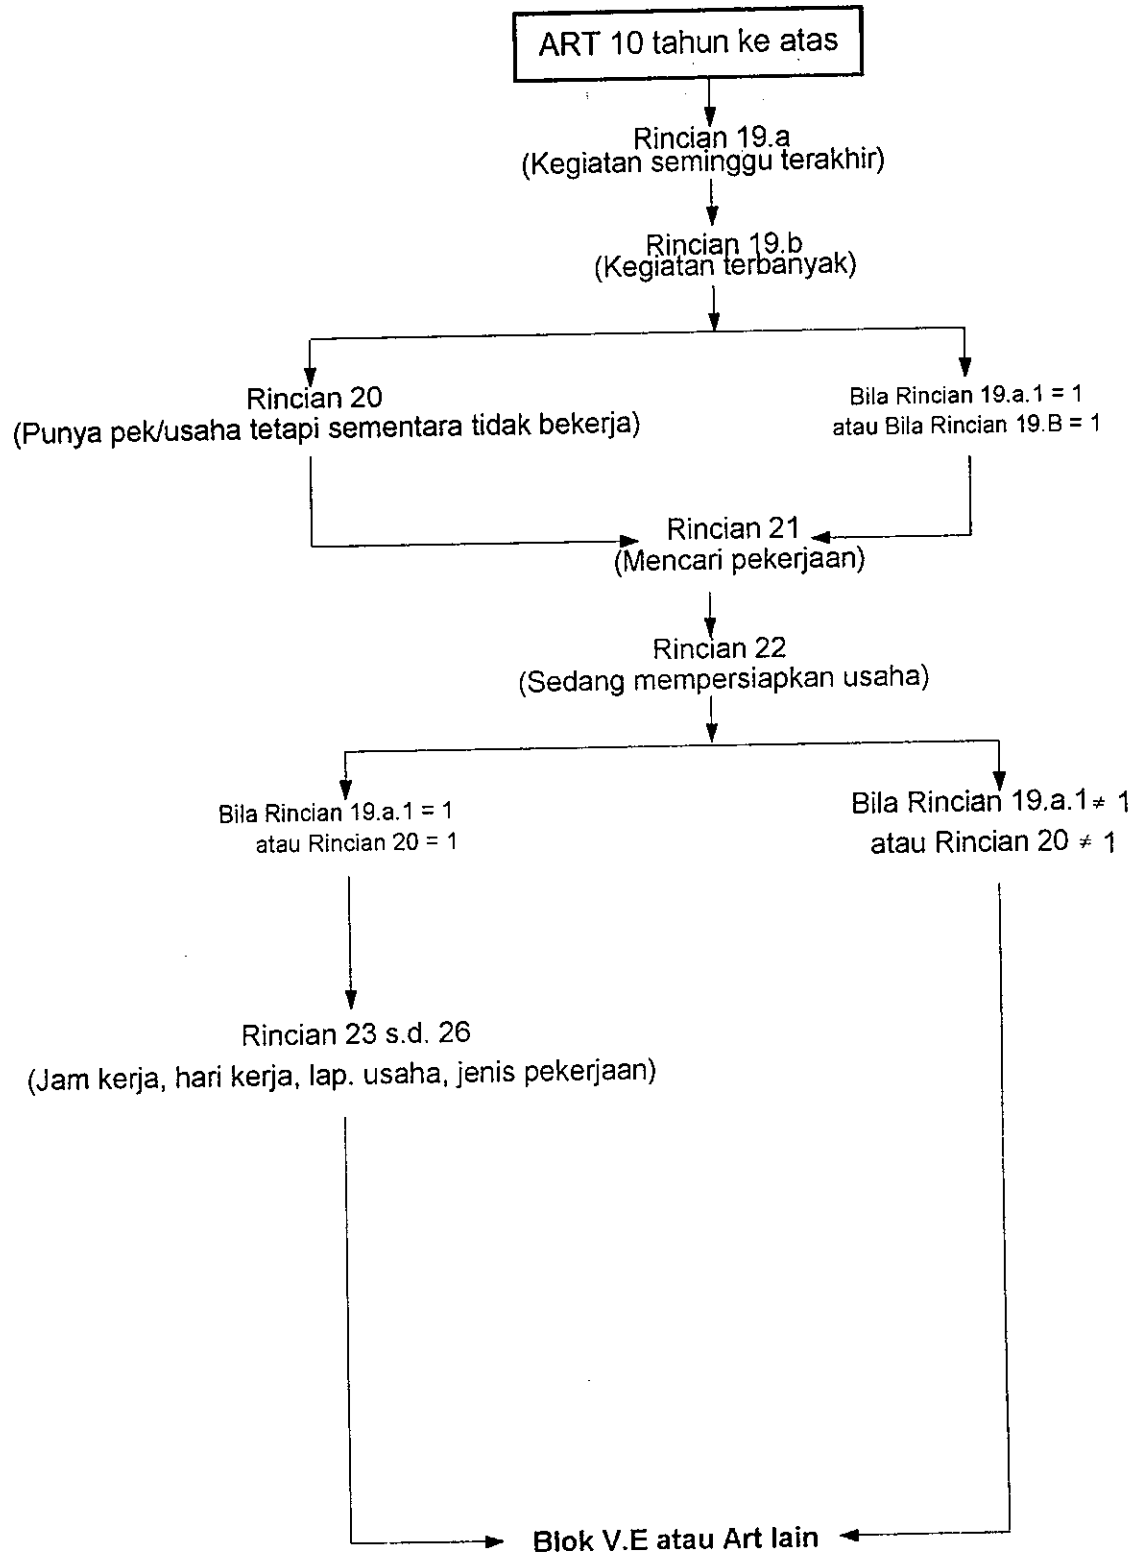 ART 10 tahun ke atas
Rincian 19.a
(Kegiatan seminggu terakhir)
Rincian 19.b
(Kegiatan terbanyak)
Rincian 20
(Punya pek/usaha tetapi sementara tidak bekerja)
Bila Rincian 19.a.1 = 1
atau Bila Rincian 19.B = 1
Rincian 21
(Mencari pekerjaan)
Rincian 22
(Sedang mempersiapkan usaha)
Bila Rincian 19.a.1 = 1
atau Rincian 20 = 1
Bila Rincian 19.a.1 ≠ 1
atau Rincian 20 ≠ 1
Rincian 23 s.d. 26
(Jam kerja, hari kerja, lap. usaha, jenis pekerjaan)
Blok V.E atau Art lain